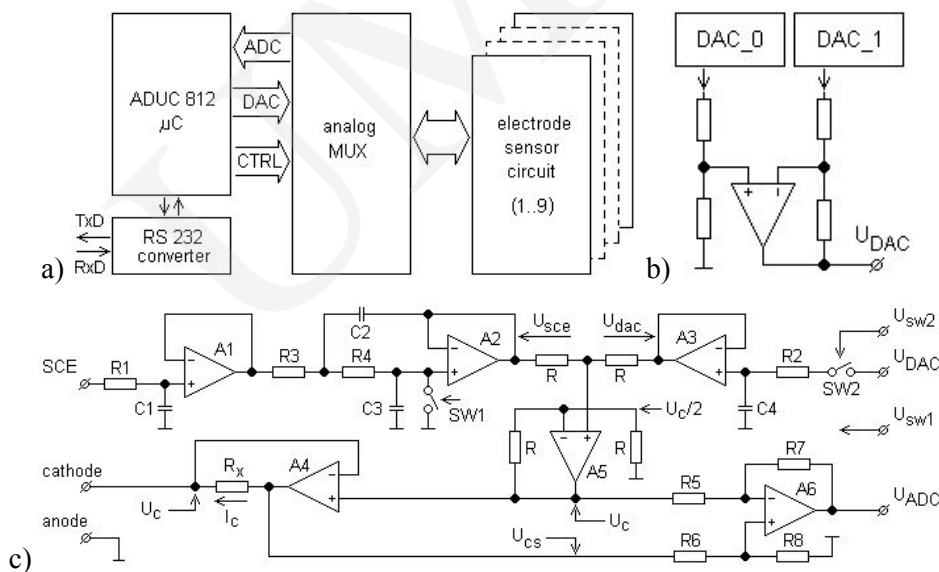 ADUC 812
μC
ADC
DAC
CTRL
analog
MUX
electrode
sensor
circuit
(1..9)
TxD
RxD
RS 232
converter
a)
DAC_0
DAC_1
+
-
U_DAC
b)
SCE
R1
C1
-
+
A1
R3
C2
R4
C3
SW1
-
+
A2
U_sce
R
U_dac
R
-
+
A3
C4
R2
SW2
U_sw2
U_DAC
U_sw1
U_c/2
R
-
+
R
A5
cathode
U_c
R_x
I_c
A4
-
+
U_c
U_cs
R5
R6
R7
-
+
A6
R8
U_ADC
anode
c)